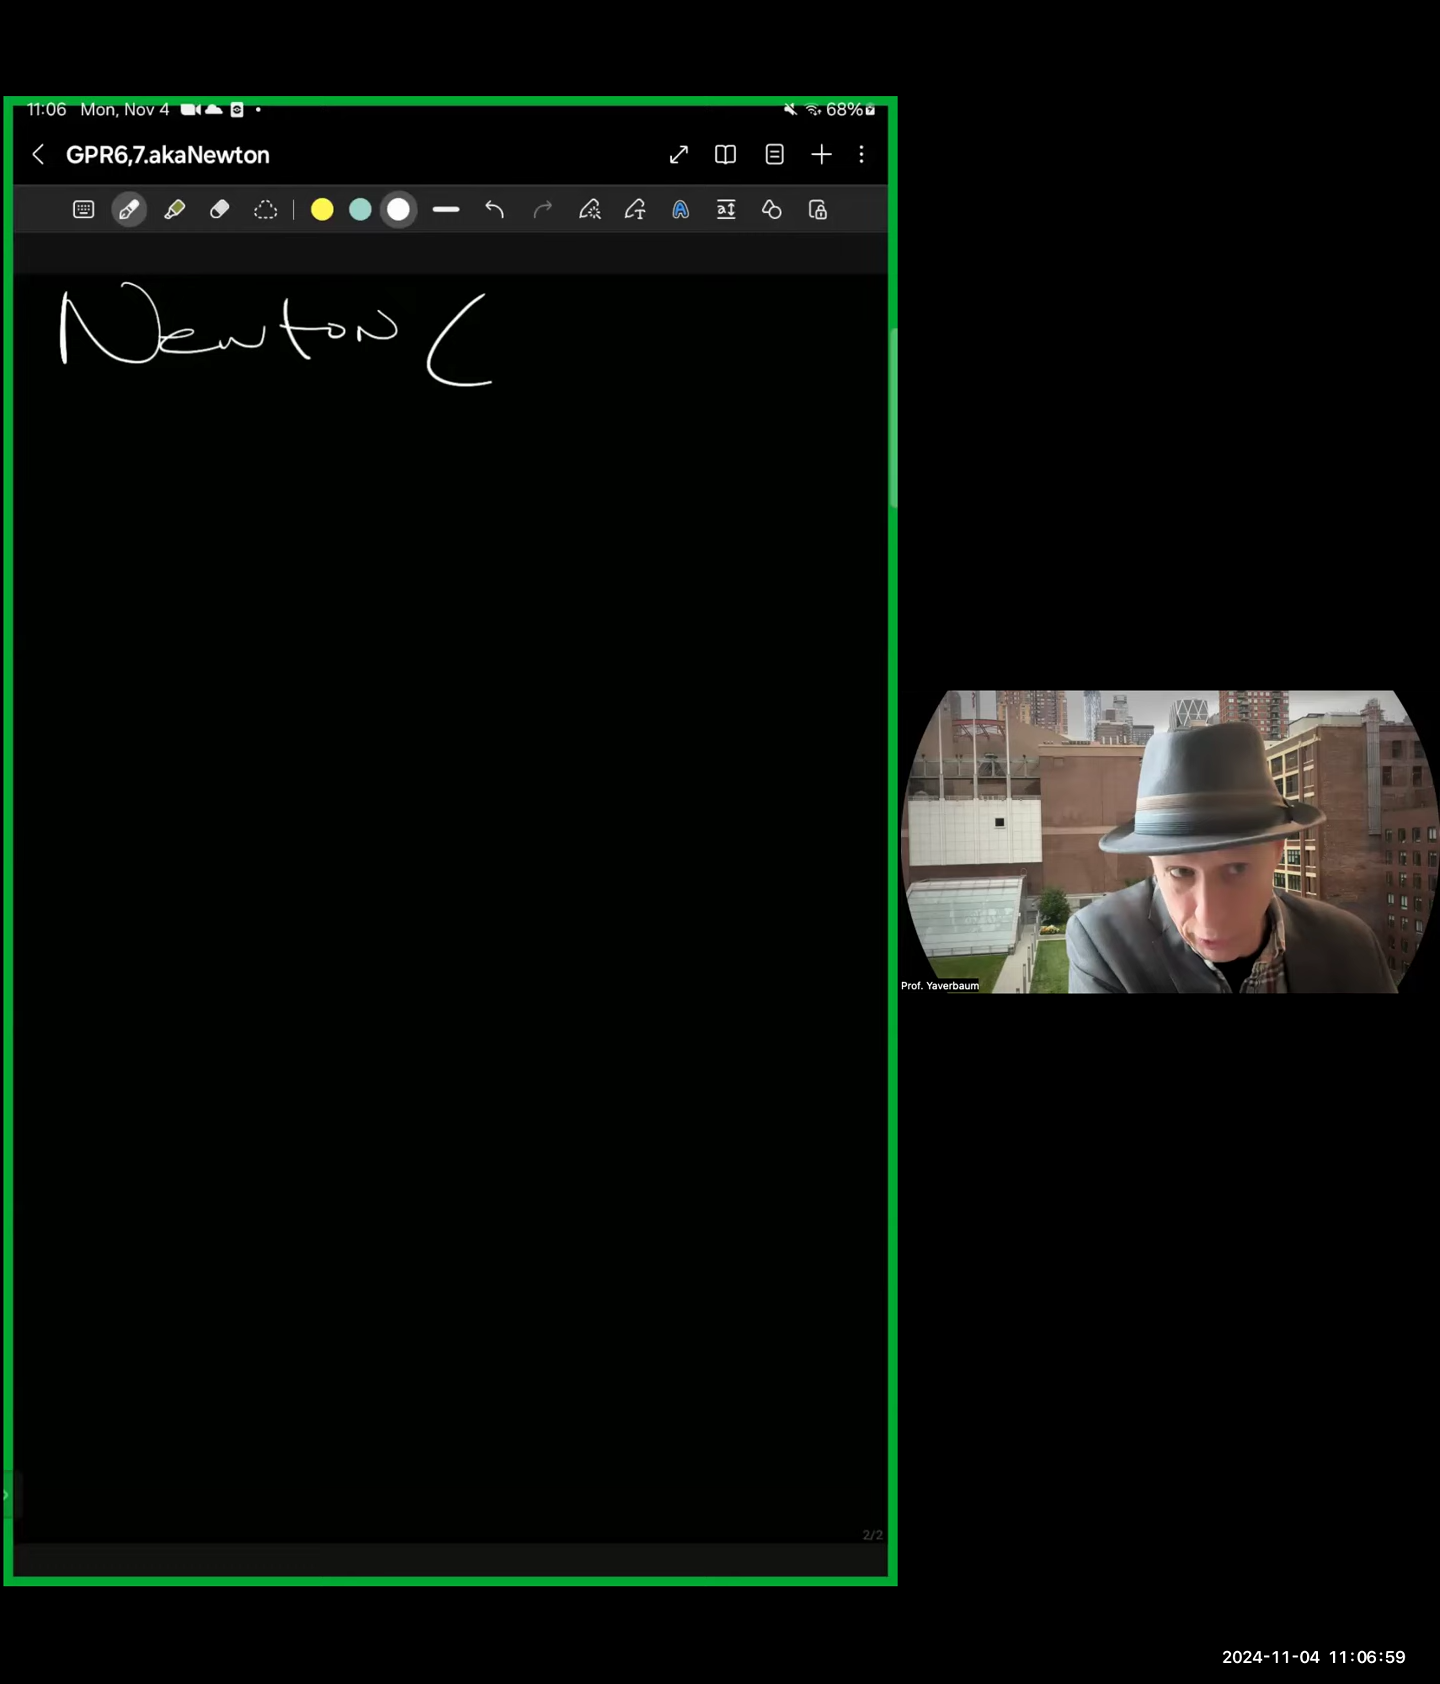 11:06 Mon, Nov 4 68%
GPR6,7.akaNewton
Newton (
2/2
Prof. Yaverbaum
2024-11-04 11:06:59